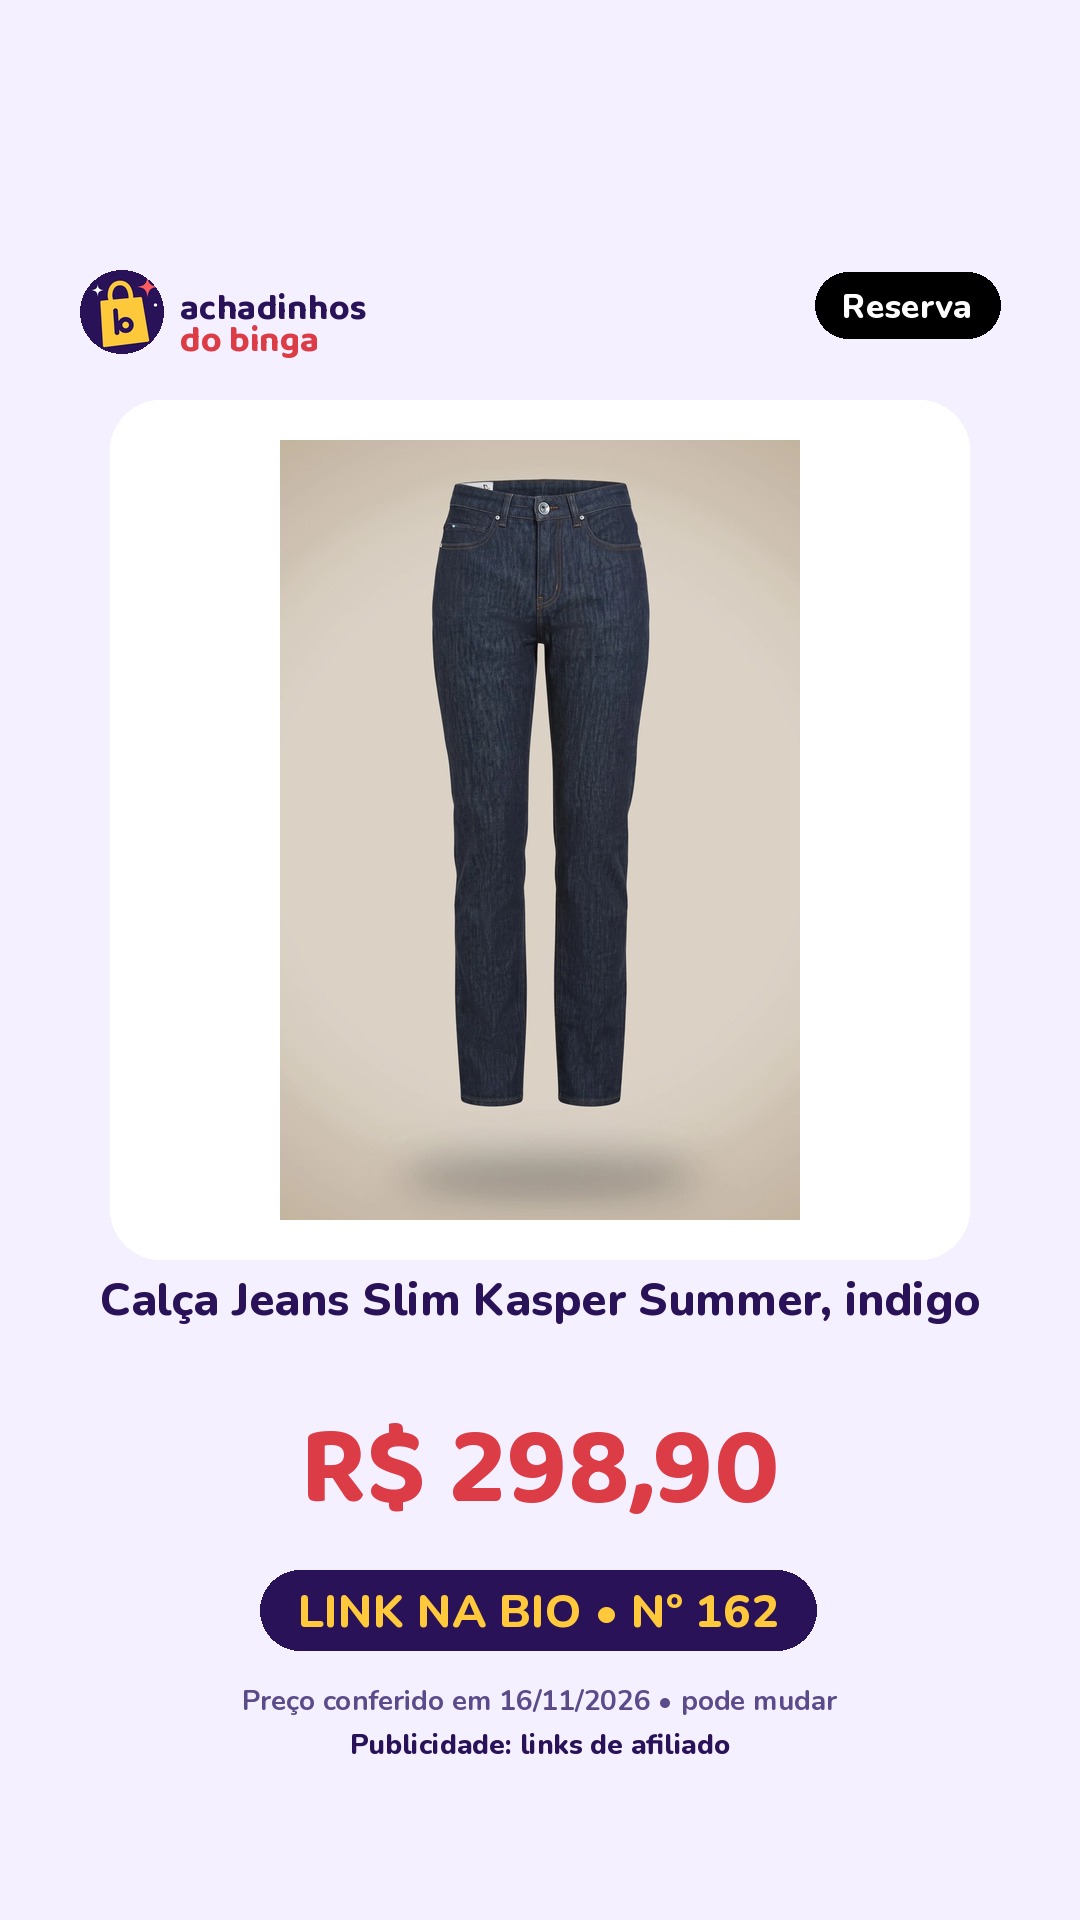 achadinhos
do binga
Reserva
Calça Jeans Slim Kasper Summer, indigo
R$ 298,90
LINK NA BIO • Nº 162
Preço conferido em 16/11/2026 • pode mudar
Publicidade: links de afiliado